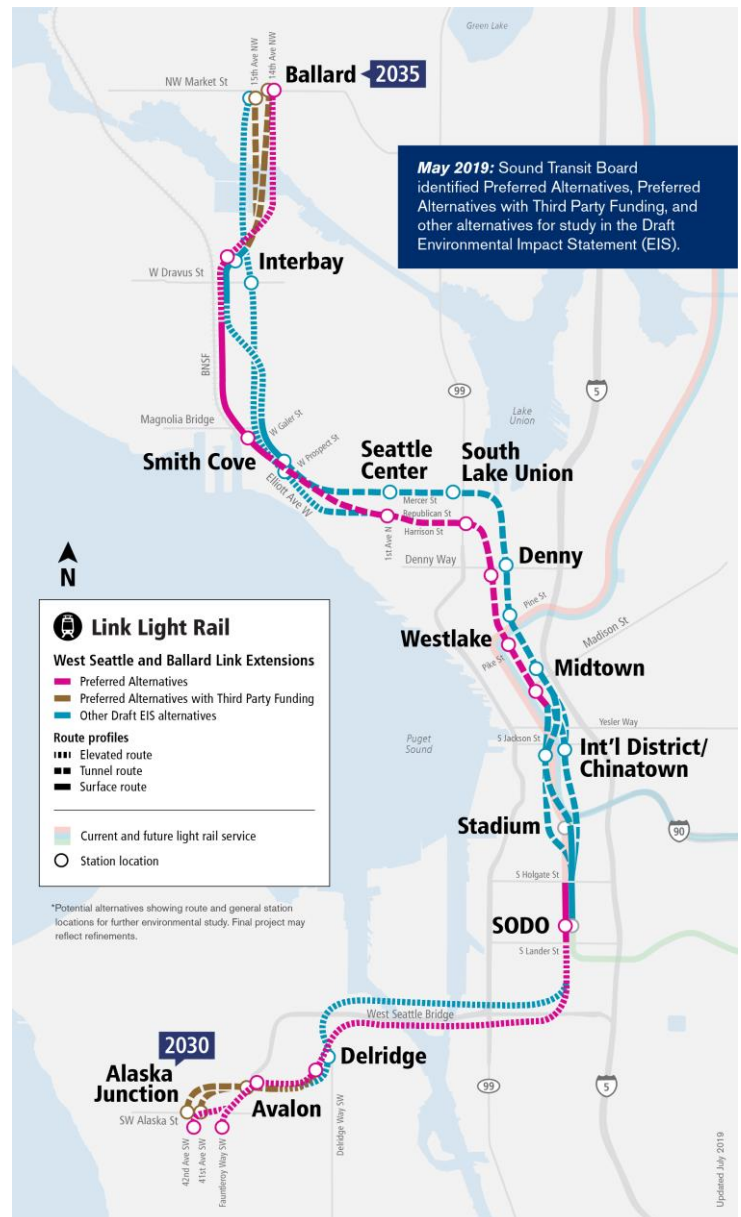 Green Lake
15th Ave NW
14th Ave NW
Ballard
2035
NW Market St
May 2019: Sound Transit Board
identified Preferred Alternatives, Preferred
Alternatives with Third Party Funding, and
other alternatives for study in the Draft
Environmental Impact Statement (EIS).
Interbay
W Dravus St
BNSF
99
5
Lake
Union
Magnolia Bridge
W Galer St
W Prospect St
Smith Cove
Elliott Ave W
Seattle
Center
South
Lake Union
Mercer St
Republican St
Harrison St
1st Ave N
Denny Way
Denny
N
Pine St
Madison St
Westlake
Pike St
Midtown
Link Light Rail
West Seattle and Ballard Link Extensions
Preferred Alternatives
Preferred Alternatives with Third Party Funding
Other Draft EIS alternatives
Route profiles
Elevated route
Tunnel route
Surface route
Current and future light rail service
Station location
*Potential alternatives showing route and general station
locations for further environmental study. Final project may
reflect refinements.
Puget
Sound
Yesler Way
S Jackson St
Int'l District/
Chinatown
Stadium
90
S Holgate St
SODO
S Lander St
West Seattle Bridge
2030
Delridge
Alaska
Junction
Avalon
99
5
SW Alaska St
42nd Ave SW
41st Ave SW
Fauntleroy Way SW
Delridge Way SW
Updated July 2019